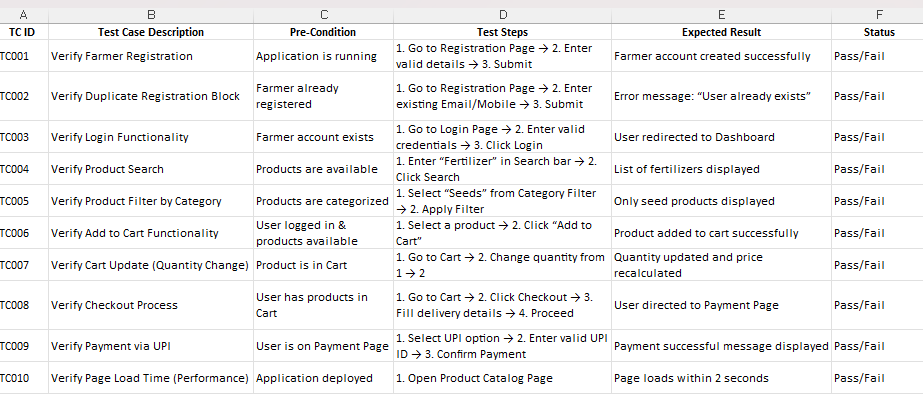 A B C D E F
TC ID Test Case Description Pre-Condition Test Steps Expected Result Status
TC001 Verify Farmer Registration Application is running 1. Go to Registration Page → 2. Enter valid details → 3. Submit Farmer account created successfully Pass/Fail
TC002 Verify Duplicate Registration Block Farmer already registered 1. Go to Registration Page → 2. Enter existing Email/Mobile → 3. Submit Error message: “User already exists” Pass/Fail
TC003 Verify Login Functionality Farmer account exists 1. Go to Login Page → 2. Enter valid credentials → 3. Click Login User redirected to Dashboard Pass/Fail
TC004 Verify Product Search Products are available 1. Enter “Fertilizer” in Search bar → 2. Click Search List of fertilizers displayed Pass/Fail
TC005 Verify Product Filter by Category Products are categorized 1. Select “Seeds” from Category Filter → 2. Apply Filter Only seed products displayed Pass/Fail
TC006 Verify Add to Cart Functionality User logged in & products available 1. Select a product → 2. Click “Add to Cart” Product added to cart successfully Pass/Fail
TC007 Verify Cart Update (Quantity Change) Product is in Cart 1. Go to Cart → 2. Change quantity from 1 → 2 Quantity updated and price recalculated Pass/Fail
TC008 Verify Checkout Process User has products in Cart 1. Go to Cart → 2. Click Checkout → 3. Fill delivery details → 4. Proceed User directed to Payment Page Pass/Fail
TC009 Verify Payment via UPI User is on Payment Page 1. Select UPI option → 2. Enter valid UPI ID → 3. Confirm Payment Payment successful message displayed Pass/Fail
TC010 Verify Page Load Time (Performance) Application deployed 1. Open Product Catalog Page Page loads within 2 seconds Pass/Fail